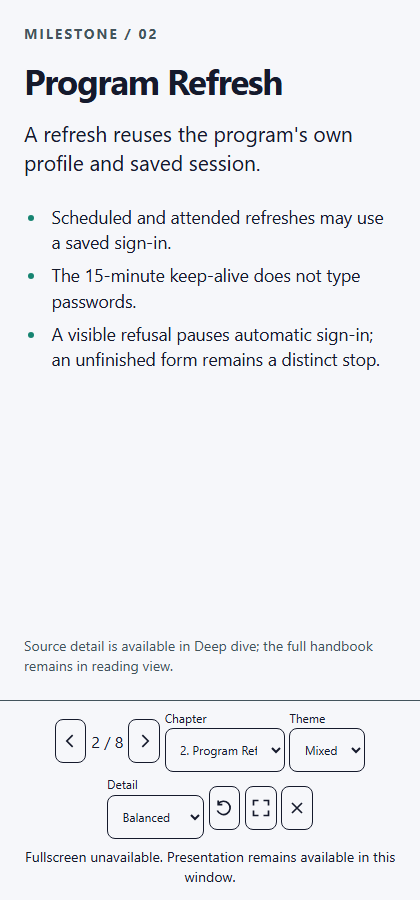 MILESTONE / 02
Program Refresh
A refresh reuses the program's own
profile and saved session.
Scheduled and attended refreshes may use
a saved sign-in.
The 15-minute keep-alive does not type
passwords.
A visible refusal pauses automatic sign-in;
an unfinished form remains a distinct stop.
Source detail is available in Deep dive; the full handbook
remains in reading view.
Chapter
Theme
2 / 8
2. Program Ref
Mixed
Detail
Balanced
Fullscreen unavailable. Presentation remains available in this
window.